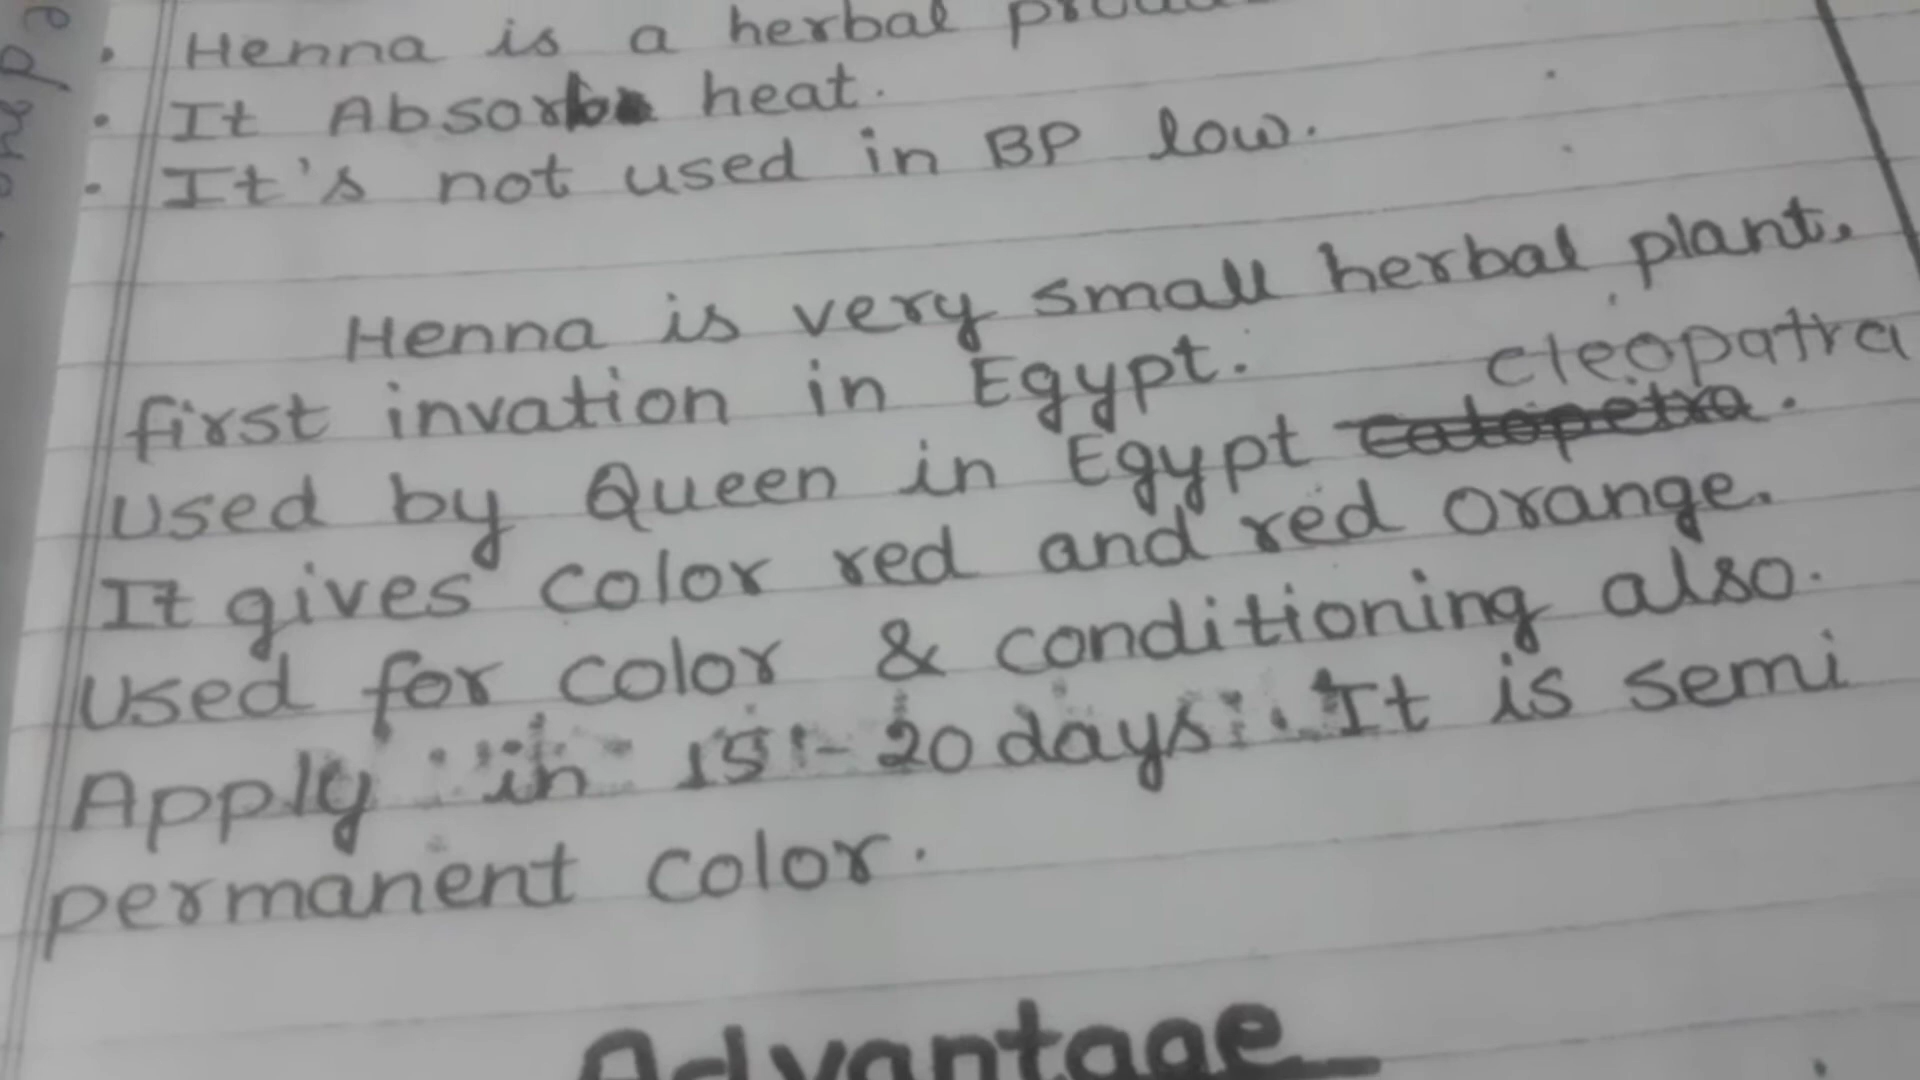 • Henna is a herbal
• It Absorb heat.
• It's not used in BP low.
Henna is very small herbal plant.
first invation in Egypt. cleopatra
Used by Queen in Egypt catopetra.
It gives color red and red orange.
Used for color & conditioning also.
Apply in 15 - 20 days. It is semi
permanent color.
Advantage